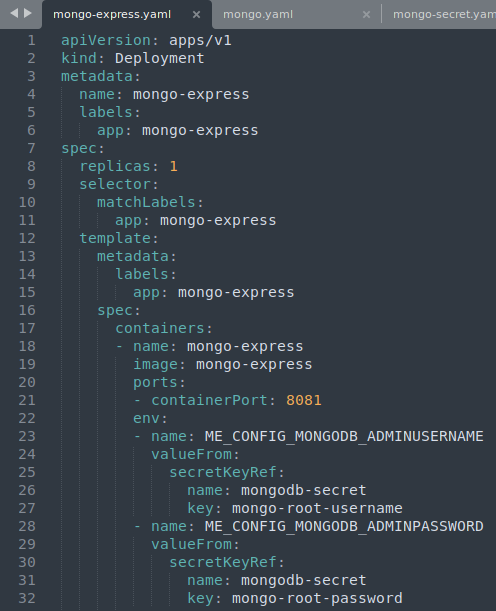 mongo-express.yaml × mongo.yaml × mongo-secret.yaml
1 apiVersion: apps/v1
2 kind: Deployment
3 metadata:
4   name: mongo-express
5   labels:
6     app: mongo-express
7 spec:
8   replicas: 1
9   selector:
10     matchLabels:
11       app: mongo-express
12   template:
13     metadata:
14       labels:
15         app: mongo-express
16     spec:
17       containers:
18       - name: mongo-express
19         image: mongo-express
20         ports:
21         - containerPort: 8081
22         env:
23         - name: ME_CONFIG_MONGODB_ADMINUSERNAME
24           valueFrom:
25             secretKeyRef:
26               name: mongodb-secret
27               key: mongo-root-username
28         - name: ME_CONFIG_MONGODB_ADMINPASSWORD
29           valueFrom:
30             secretKeyRef:
31               name: mongodb-secret
32               key: mongo-root-password